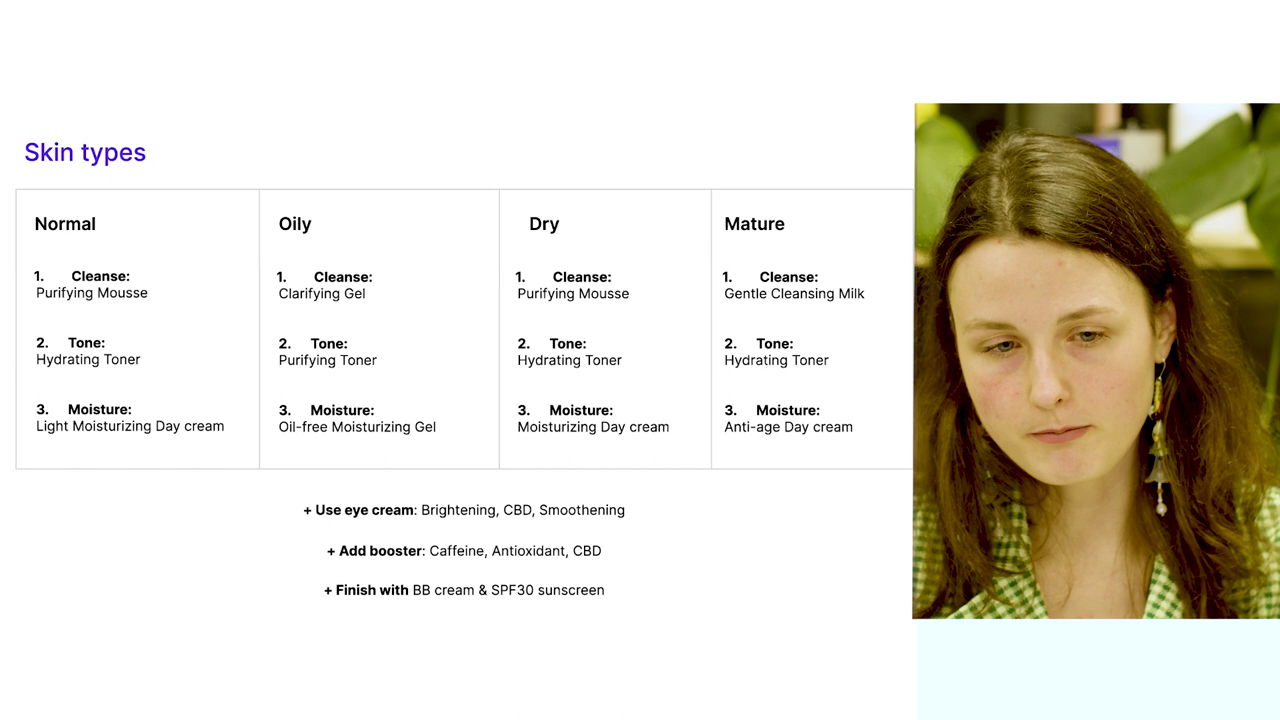 Skin types
Normal
1. Cleanse:
Purifying Mousse
2. Tone:
Hydrating Toner
3. Moisture:
Light Moisturizing Day cream
Oily
1. Cleanse:
Clarifying Gel
2. Tone:
Purifying Toner
3. Moisture:
Oil-free Moisturizing Gel
Dry
1. Cleanse:
Purifying Mousse
2. Tone:
Hydrating Toner
3. Moisture:
Moisturizing Day cream
Mature
1. Cleanse:
Gentle Cleansing Milk
2. Tone:
Hydrating Toner
3. Moisture:
Anti-age Day cream
+ Use eye cream: Brightening, CBD, Smoothening
+ Add booster: Caffeine, Antioxidant, CBD
+ Finish with BB cream & SPF30 sunscreen